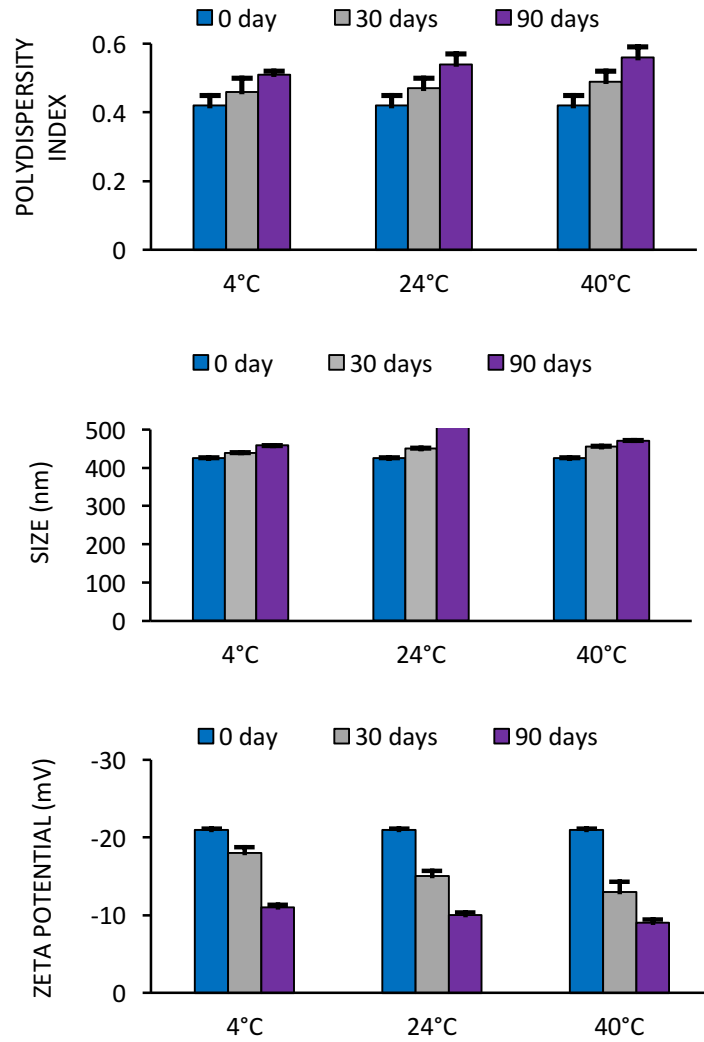 0 day 30 days 90 days
POLYDISPERSITY
INDEX
0.6
0.4
0.2
0
4°C 24°C 40°C
0 day 30 days 90 days
SIZE (nm)
500
400
300
200
100
0
4°C 24°C 40°C
0 day 30 days 90 days
ZETA POTENTIAL (mV)
-30
-20
-10
0
4°C 24°C 40°C